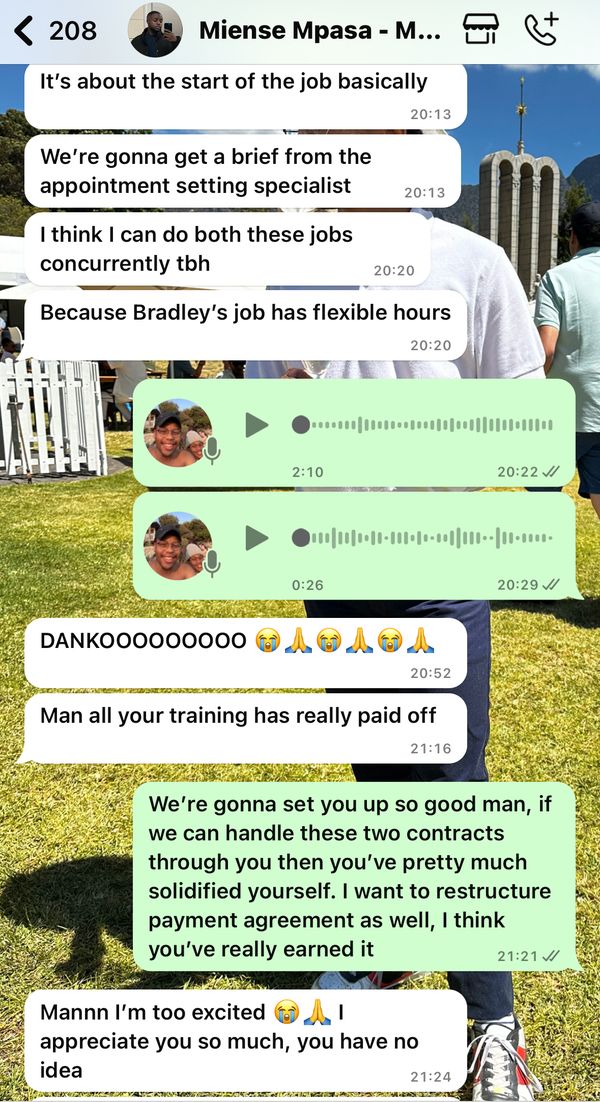 208
Miense Mpasa - M...
It’s about the start of the job basically
20:13
We’re gonna get a brief from the
appointment setting specialist
20:13
I think I can do both these jobs
concurrently tbh
20:20
Because Bradley’s job has flexible hours
20:20
2:10
20:22
0:26
20:29
DANKOOOOOOOOO 😭🙏😭🙏😭🙏
20:52
Man all your training has really paid off
21:16
We’re gonna set you up so good man, if
we can handle these two contracts
through you then you’ve pretty much
solidified yourself. I want to restructure
payment agreement as well, I think
you’ve really earned it
21:21
Mannn I’m too excited 😭🙏 I
appreciate you so much, you have no
idea
21:24